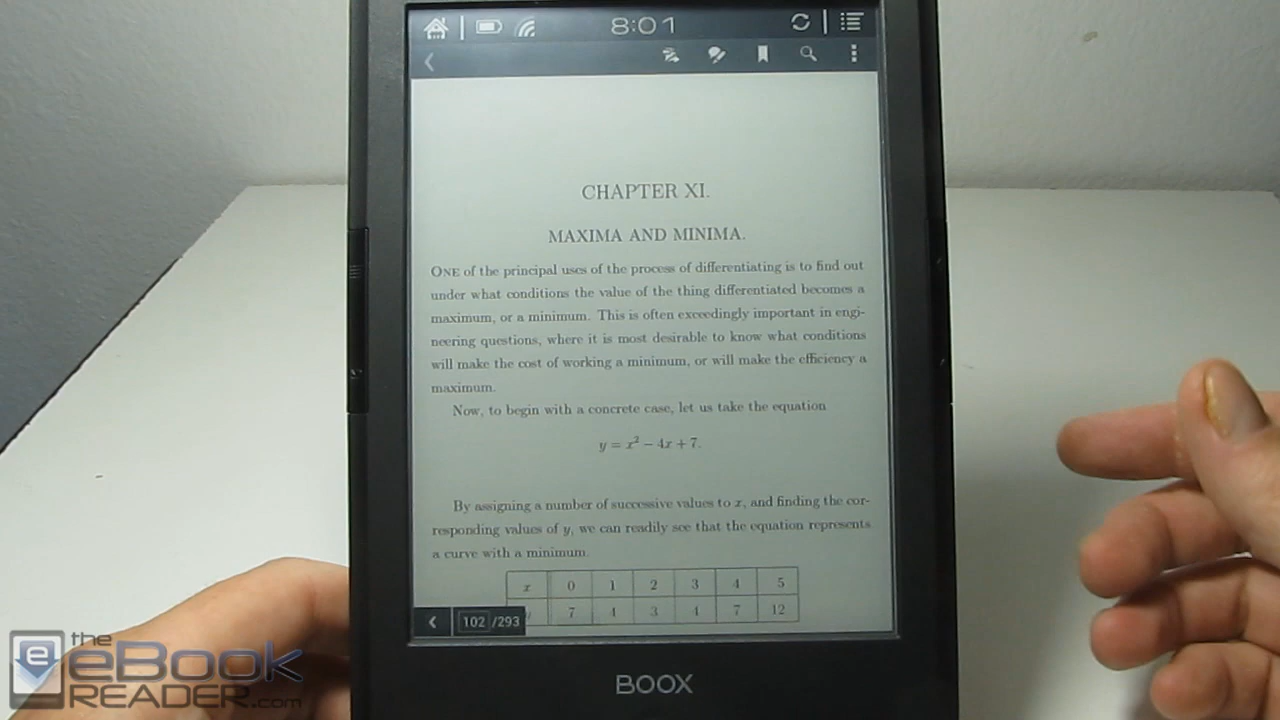 8:01
CHAPTER XI.
MAXIMA AND MINIMA.
ONE of the principal uses of the process of differentiating is to find out
under what conditions the value of the thing differentiated becomes a
maximum, or a minimum. This is often exceedingly important in engi-
neering questions, where it is most desirable to know what conditions
will make the cost of working a minimum, or will make the efficiency a
maximum.
Now, to begin with a concrete case, let us take the equation
y = x² − 4x + 7.
By assigning a number of successive values to x, and finding the cor-
responding values of y, we can readily see that the equation represents
a curve with a minimum.
x 0 1 2 3 4 5
y 7 4 3 4 7 12
102 /293
BOOX
the
eBook
READER.com